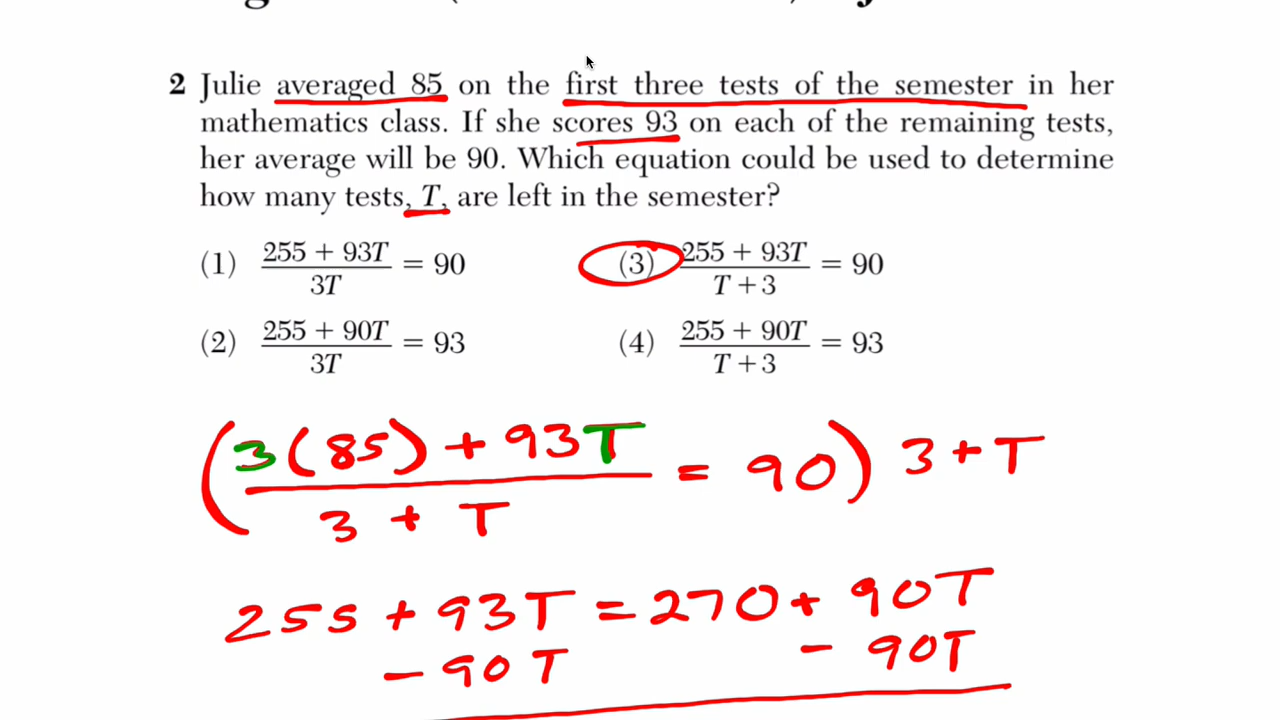 2 Julie averaged 85 on the first three tests of the semester in her
mathematics class. If she scores 93 on each of the remaining tests,
her average will be 90. Which equation could be used to determine
how many tests, T, are left in the semester?
(1) (255 + 93T)/(3T) = 90
(3) (255 + 93T)/(T + 3) = 90
(2) (255 + 90T)/(3T) = 93
(4) (255 + 90T)/(T + 3) = 93
((3(85) + 93T)/(3 + T) = 90) 3 + T
255 + 93T = 270 + 90T
- 90T - 90T